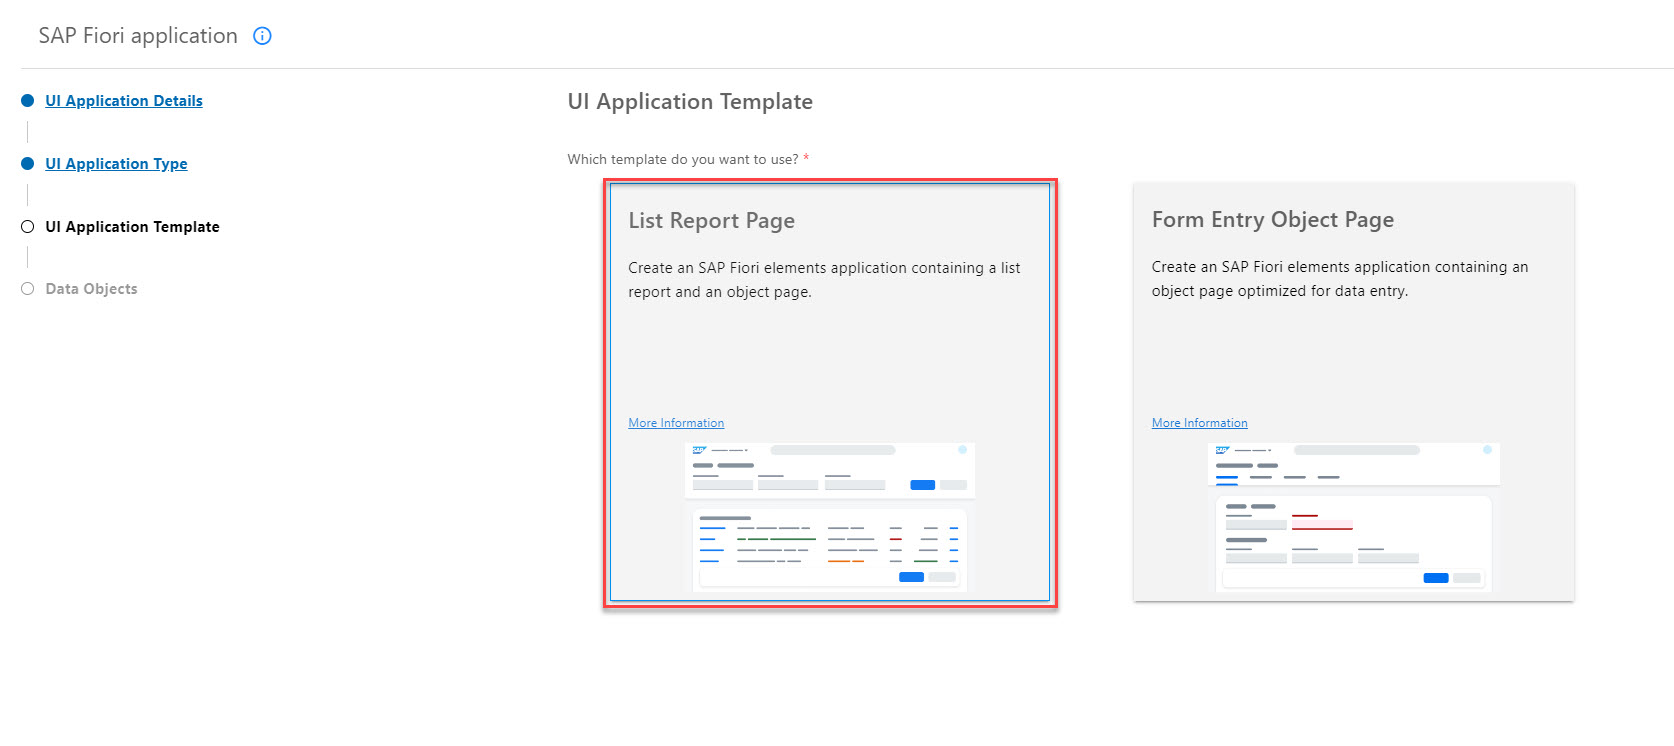 SAP Fiori application
UI Application Details
UI Application Type
UI Application Template
Data Objects
UI Application Template
Which template do you want to use? *
List Report Page
Create an SAP Fiori elements application containing a list
report and an object page.
More Information
SAP
Form Entry Object Page
Create an SAP Fiori elements application containing an
object page optimized for data entry.
More Information
SAP